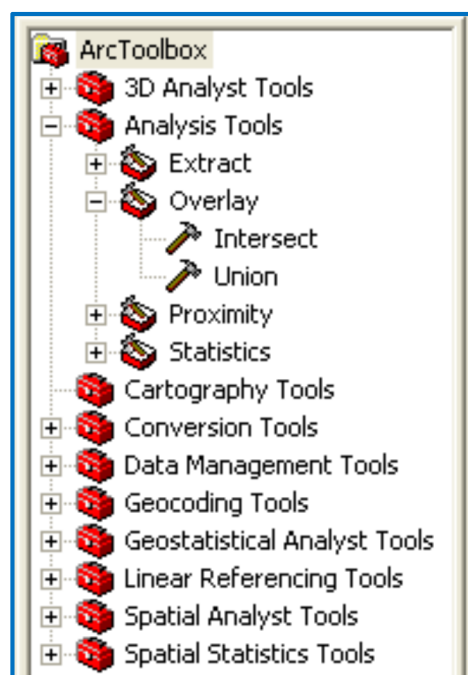 ArcToolbox
3D Analyst Tools
Analysis Tools
Extract
Overlay
Intersect
Union
Proximity
Statistics
Cartography Tools
Conversion Tools
Data Management Tools
Geocoding Tools
Geostatistical Analyst Tools
Linear Referencing Tools
Spatial Analyst Tools
Spatial Statistics Tools